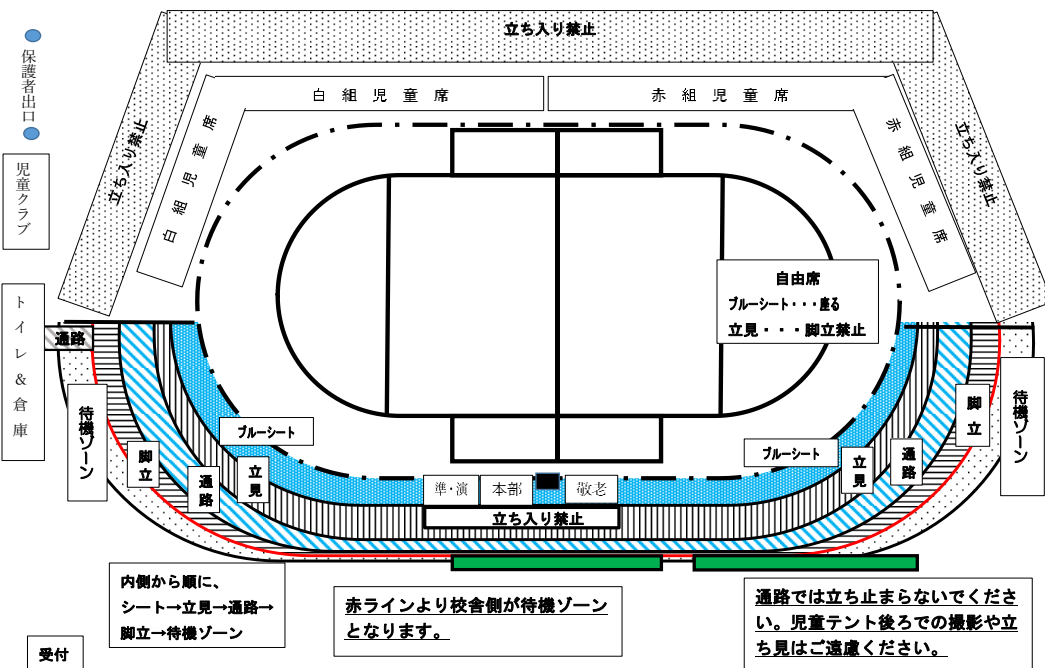 立ち入り禁止
保護者出口
白組児童席
赤組児童席
白組児童席
赤組児童席
立ち入り禁止
立ち入り禁止
児童クラブ
トイレ＆倉庫
通路
自由席
ブルーシート・・・座る
立見・・・脚立禁止
待機ゾーン
脚立
通路
立見
ブルーシート
準・演
本部
敬老
立ち入り禁止
ブルーシート
立見
通路
脚立
待機ゾーン
内側から順に、
シート→立見→通路→
脚立→待機ゾーン
赤ラインより校舎側が待機ゾーン
となります。
通路では立ち止まらないでくださ
い。児童テント後ろでの撮影や立
ち見はご遠慮ください。
受付